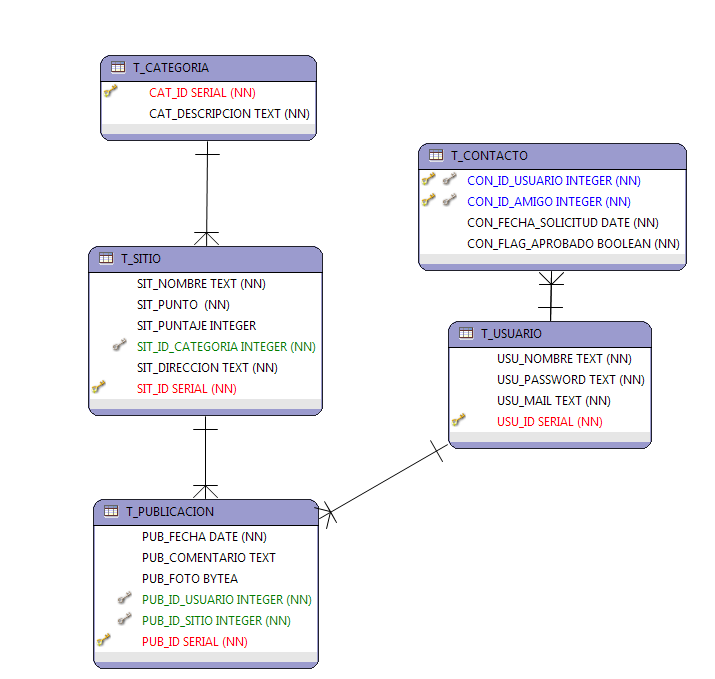 T_CATEGORIA
CAT_ID SERIAL (NN)
CAT_DESCRIPCION TEXT (NN)
T_CONTACTO
CON_ID_USUARIO INTEGER (NN)
CON_ID_AMIGO INTEGER (NN)
CON_FECHA_SOLICITUD DATE (NN)
CON_FLAG_APROBADO BOOLEAN (NN)
T_SITIO
SIT_NOMBRE TEXT (NN)
SIT_PUNTO (NN)
SIT_PUNTAJE INTEGER
SIT_ID_CATEGORIA INTEGER (NN)
SIT_DIRECCION TEXT (NN)
SIT_ID SERIAL (NN)
T_USUARIO
USU_NOMBRE TEXT (NN)
USU_PASSWORD TEXT (NN)
USU_MAIL TEXT (NN)
USU_ID SERIAL (NN)
T_PUBLICACION
PUB_FECHA DATE (NN)
PUB_COMENTARIO TEXT
PUB_FOTO BYTEA
PUB_ID_USUARIO INTEGER (NN)
PUB_ID_SITIO INTEGER (NN)
PUB_ID SERIAL (NN)